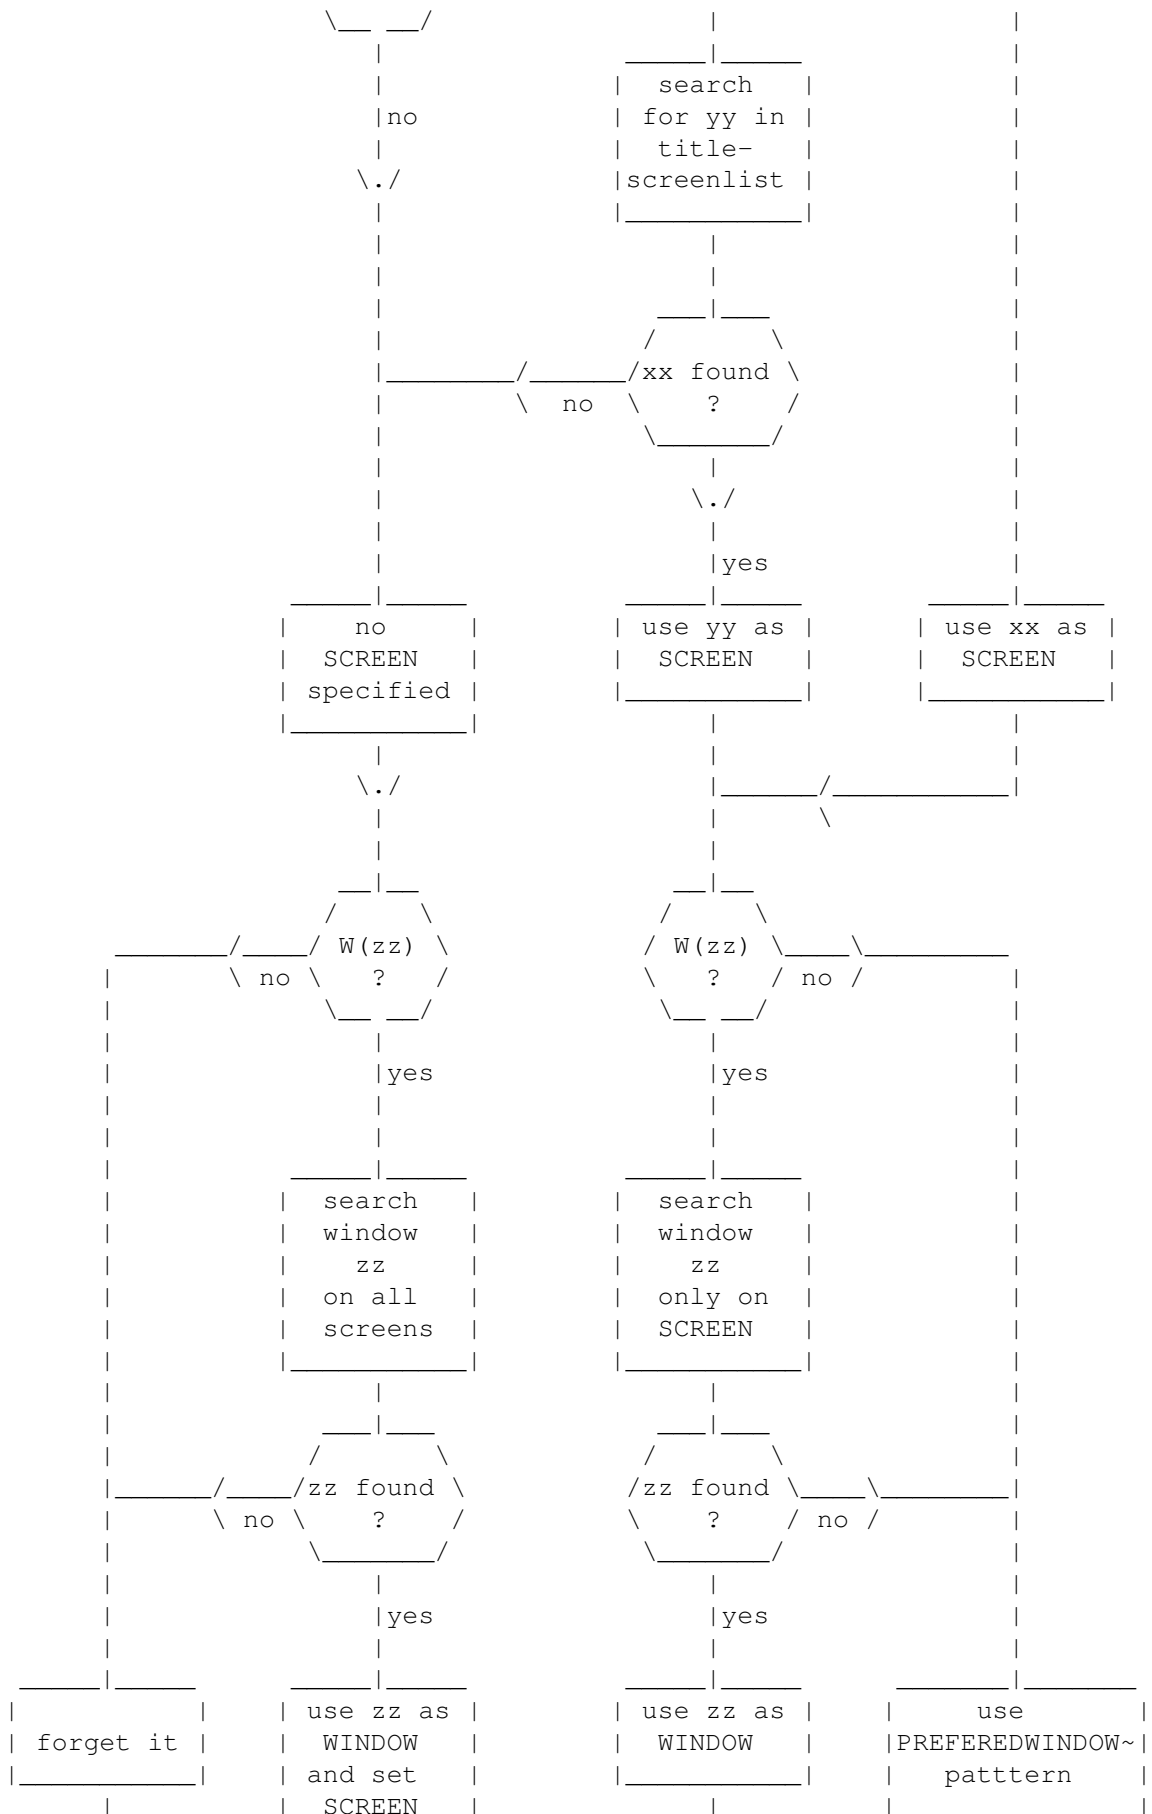 search
no for yy in
title-
screenlist
xx found
no ?
yes
no use yy as use xx as
SCREEN SCREEN SCREEN
specified
W(zz) W(zz)
no ? ? no
yes yes
search search
window window
zz zz
on all only on
screens SCREEN
zz found zz found
no ? ? no
yes yes
use zz as use zz as use
forget it WINDOW WINDOW PREFEREDWINDOW~
and set patttern
SCREEN